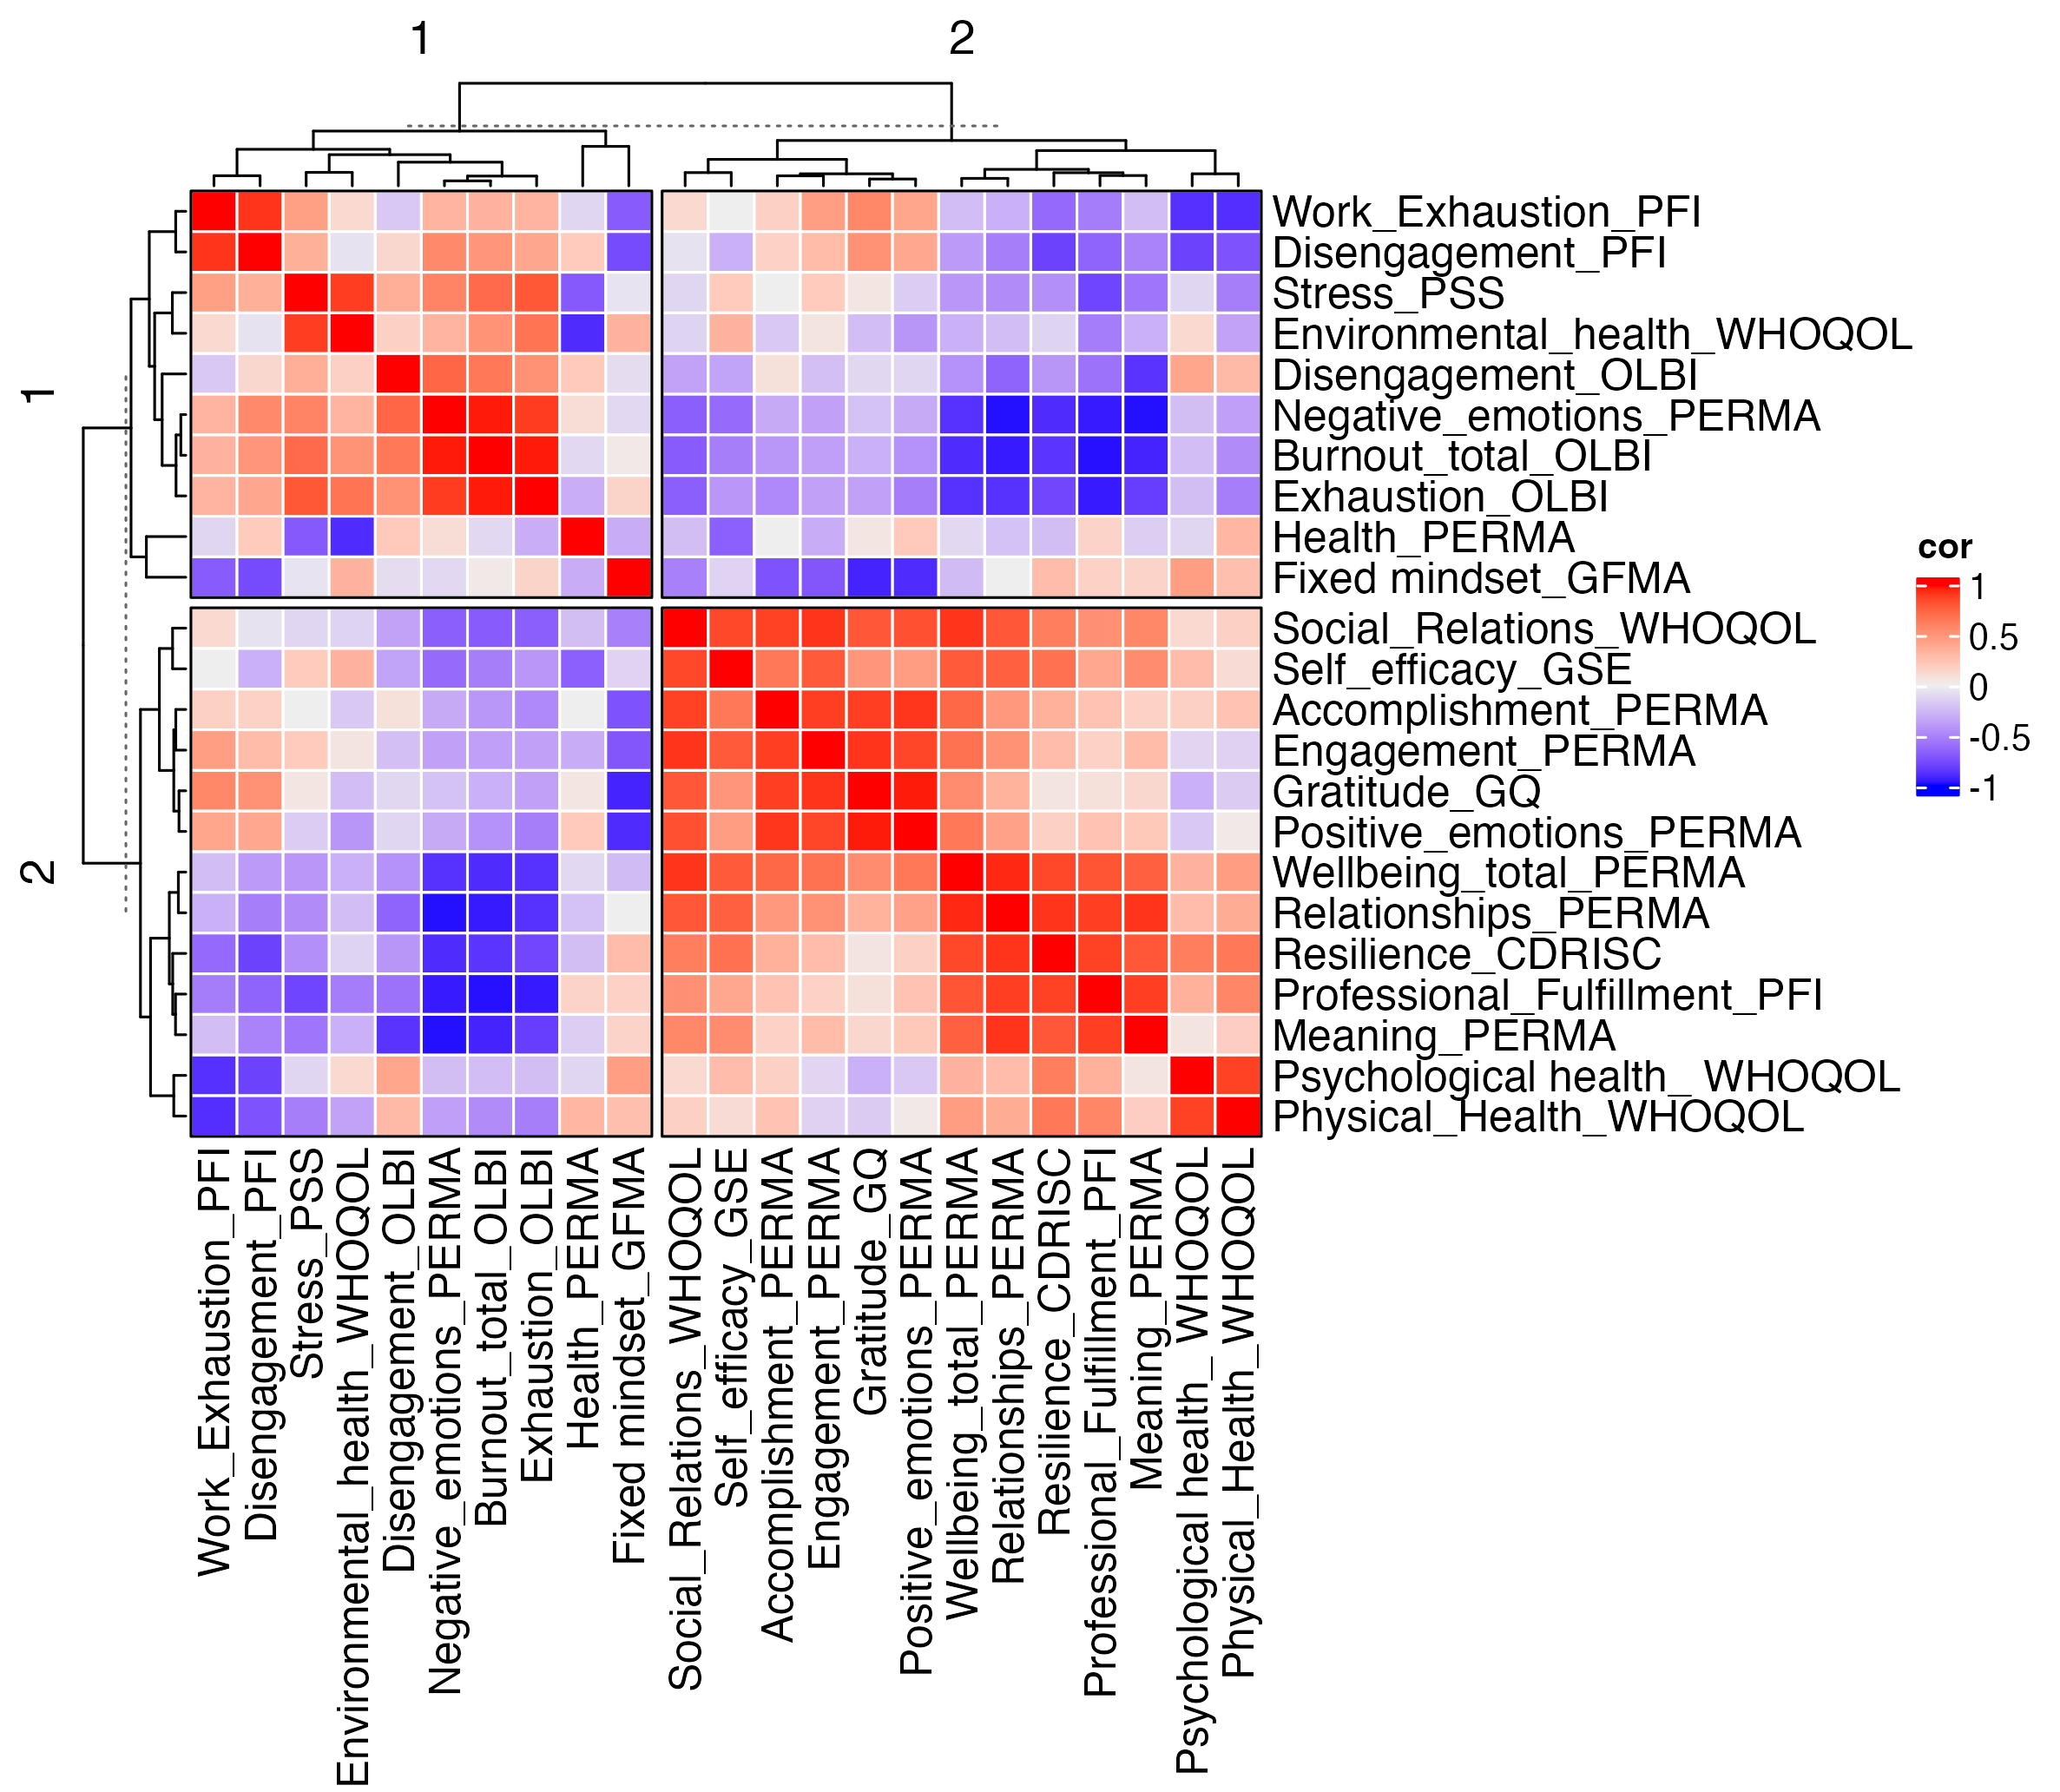 1
2
1
2
Work_Exhaustion_PFI
Disengagement_PFI
Stress_PSS
Environmental_health_WHOQOL
Disengagement_OLBI
Negative_emotions_PERMA
Burnout_total_OLBI
Exhaustion_OLBI
Health_PERMA
Fixed mindset_GFMA
Social_Relations_WHOQOL
Self_efficacy_GSE
Accomplishment_PERMA
Engagement_PERMA
Gratitude_GQ
Positive_emotions_PERMA
Wellbeing_total_PERMA
Relationships_PERMA
Resilience_CDRISC
Professional_Fulfillment_PFI
Meaning_PERMA
Psychological health_ WHOQOL
Physical_Health_WHOQOL
cor
1
0.5
0
-0.5
-1
Work_Exhaustion_PFI
Disengagement_PFI
Stress_PSS
Environmental_health_WHOQOL
Disengagement_OLBI
Negative_emotions_PERMA
Burnout_total_OLBI
Exhaustion_OLBI
Health_PERMA
Fixed mindset_GFMA
Social_Relations_WHOQOL
Self_efficacy_GSE
Accomplishment_PERMA
Engagement_PERMA
Gratitude_GQ
Positive_emotions_PERMA
Wellbeing_total_PERMA
Relationships_PERMA
Resilience_CDRISC
Professional_Fulfillment_PFI
Meaning_PERMA
Psychological health_ WHOQOL
Physical_Health_WHOQOL